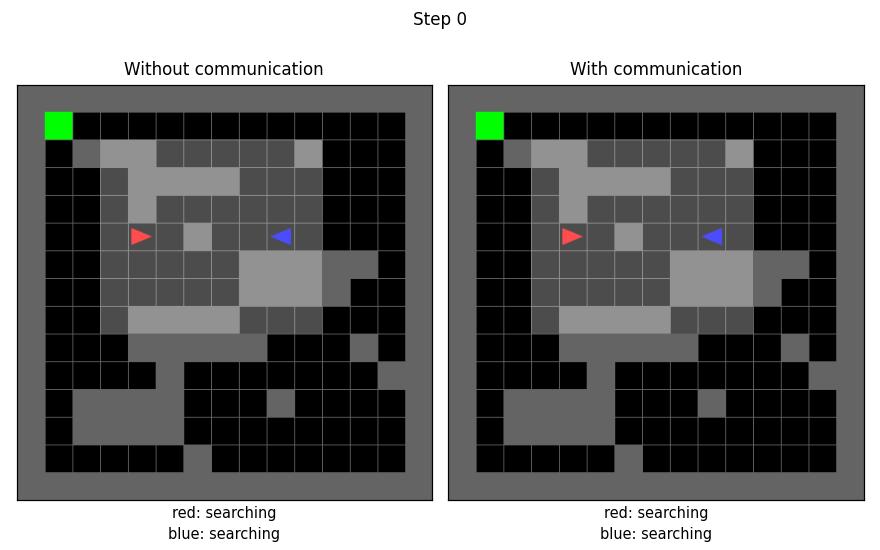 Step 0
Without communication
With communication
red: searching
blue: searching
red: searching
blue: searching